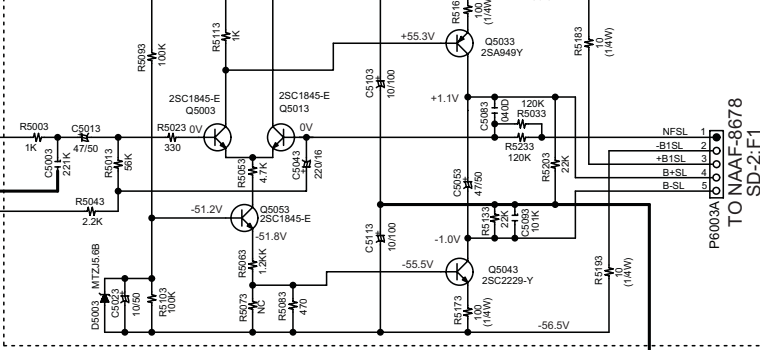 R516
100
(1/4W)
R5113
1K
R5093
100K
+55.3V
Q5033
2SA949Y
R5183
10
(1/4W)
C5103
10/100
2SC1845-E
Q5003
2SC1845-E
Q5013
+1.1V
C5083
040D
120K
R5033
R5003
1K
C5013
47/50
R5023
330
0V
0V
R5233
120K
NFSL 1
-B1SL 2
+B1SL 3
B+SL 4
B-SL 5
P6003A
TO NAAF-8678
SD-2:F1
C5003
221K
R5013
56K
R5053
4.7K
C5043
220/16
C5053
47/50
R5203
22K
R5043
2.2K
-51.2V
Q5053
2SC1845-E
-51.8V
R5133
22K
C5093
101K
C5113
10/100
-1.0V
D5003 MTZJ5.6B
C5023
10/50
R5103
100K
R5063
1.2KK
R5073
NC
R5083
470
-55.5V
Q5043
2SC2229-Y
R5193
10
(1/4W)
R5173
100
(1/4W)
-56.5V